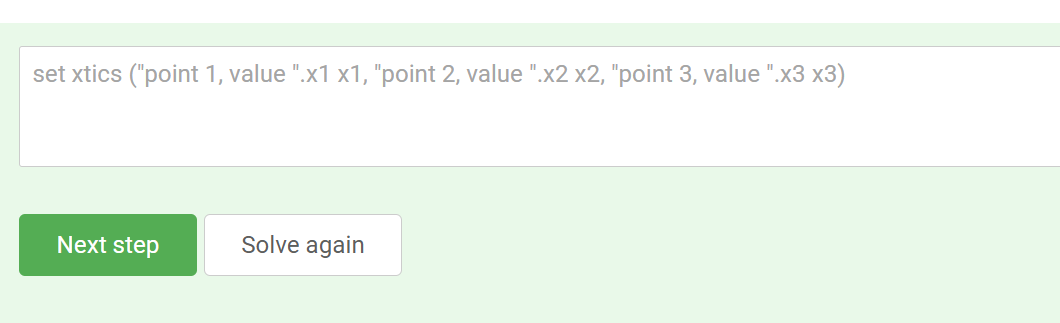 set xtics ("point 1, value ".x1 x1, "point 2, value ".x2 x2, "point 3, value ".x3 x3)
Next step
Solve again